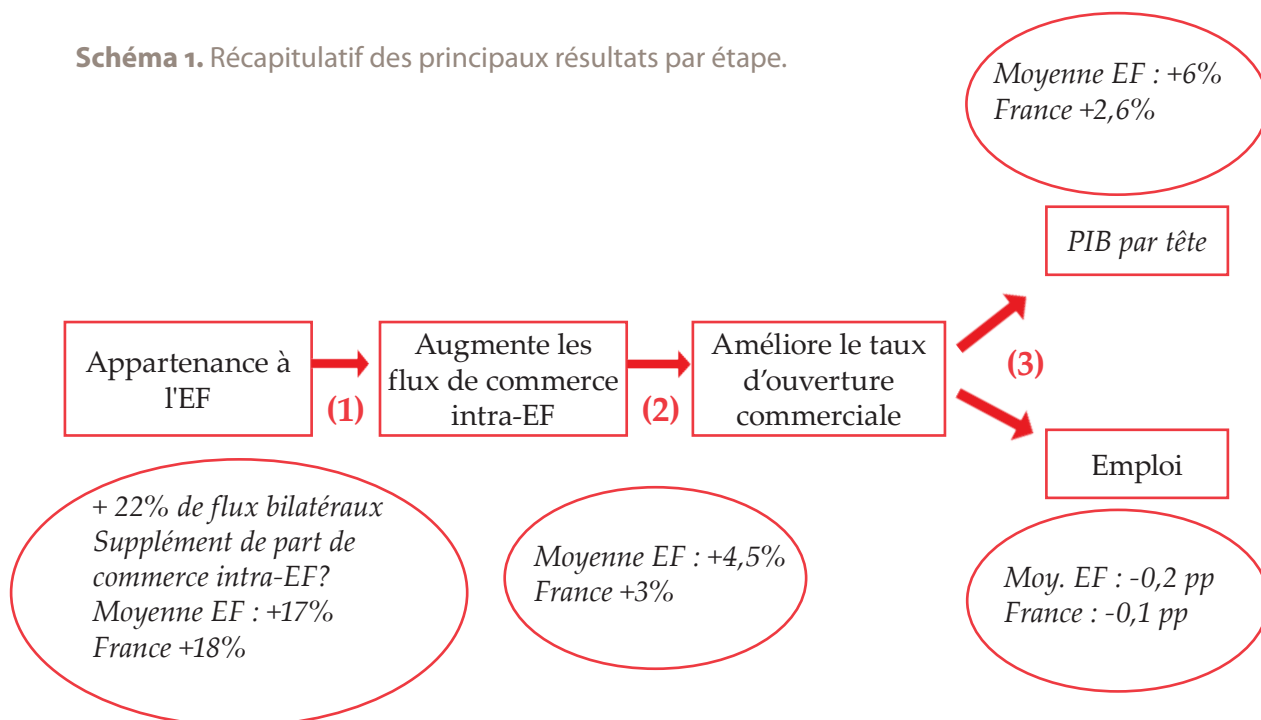 Schéma 1. Récapitulatif des principaux résultats par étape.
Moyenne EF : +6%
France +2,6%
PIB par tête
Appartenance à
l'EF
(1)
Augmente les
flux de commerce
intra-EF
(2)
Améliore le taux
d’ouverture
commerciale
(3)
Emploi
+ 22% de flux bilatéraux
Supplément de part de
commerce intra-EF?
Moyenne EF : +17%
France +18%
Moyenne EF : +4,5%
France +3%
Moy. EF : -0,2 pp
France : -0,1 pp